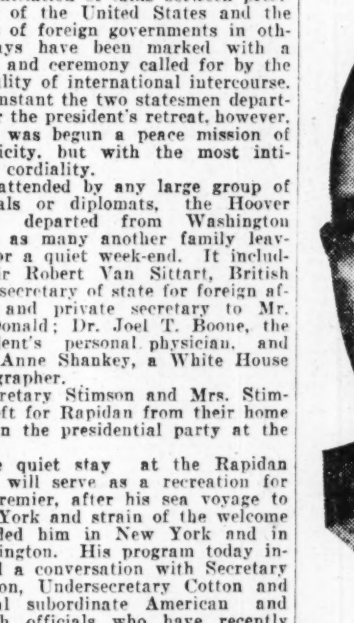 of the United States and the
of foreign governments in oth-
ays have been marked with a
and ceremony called for by the
lity of international intercourse.
nstant the two statesmen depart-
r the president's retreat, however,
was begun a peace mission of
icity, but with the most inti-
cordiality.
attended by any large group of
als or diplomats, the Hoover
departed from Washington
as many another family leav-
or a quiet week-end. It includ-
ir Robert Van Sittart, British
secretary of state for foreign af-
and private secretary to Mr.
Donald; Dr. Joel T. Boone, the
ent's personal physician, and
Anne Shankey, a White House
grapher.
retary Stimson and Mrs. Stim-
ft for Rapidan from their home
n the presidential party at the
e quiet stay at the Rapidan
will serve as a recreation for
remier, after his sea voyage to
York and strain of the welcome
ded him in New York and in
ington. His program today in-
d a conversation with Secretary
on, Undersecretary Cotton and
al subordinate American and
h officials who have recently